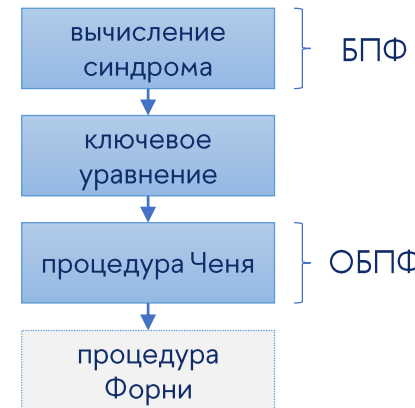 вычисление
синдрома
БПФ
ключевое
уравнение
процедура Ченя
ОБПФ
процедура
Форни